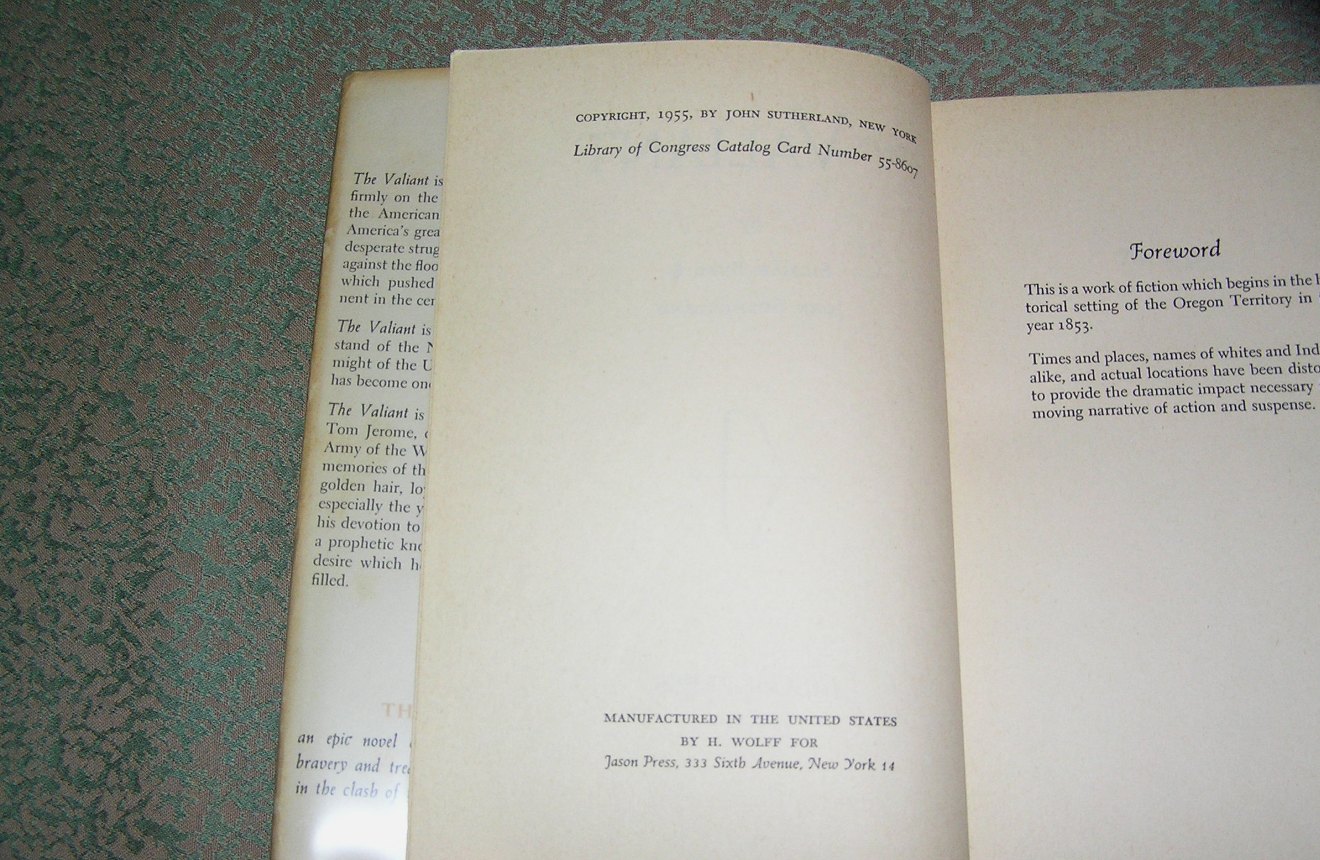 The Valiant is
firmly on the
the American
America's grea
desperate strug
against the floo
which pushed
nent in the cer
The Valiant is
stand of the N
might of the U
has become one
The Valiant is
Tom Jerome, c
Army of the W
memories of th
golden hair, lo
especially the y
his devotion to
a prophetic kno
desire which h
filled.
TH
an epic novel
bravery and tre
in the clash of
COPYRIGHT, 1955, BY JOHN SUTHERLAND, NEW YORK
Library of Congress Catalog Card Number 55-8607
MANUFACTURED IN THE UNITED STATES
BY H. WOLFF FOR
Jason Press, 333 Sixth Avenue, New York 14
Foreword
This is a work of fiction which begins in the h
torical setting of the Oregon Territory in
year 1853.
Times and places, names of whites and Ind
alike, and actual locations have been disto
to provide the dramatic impact necessary
moving narrative of action and suspense.